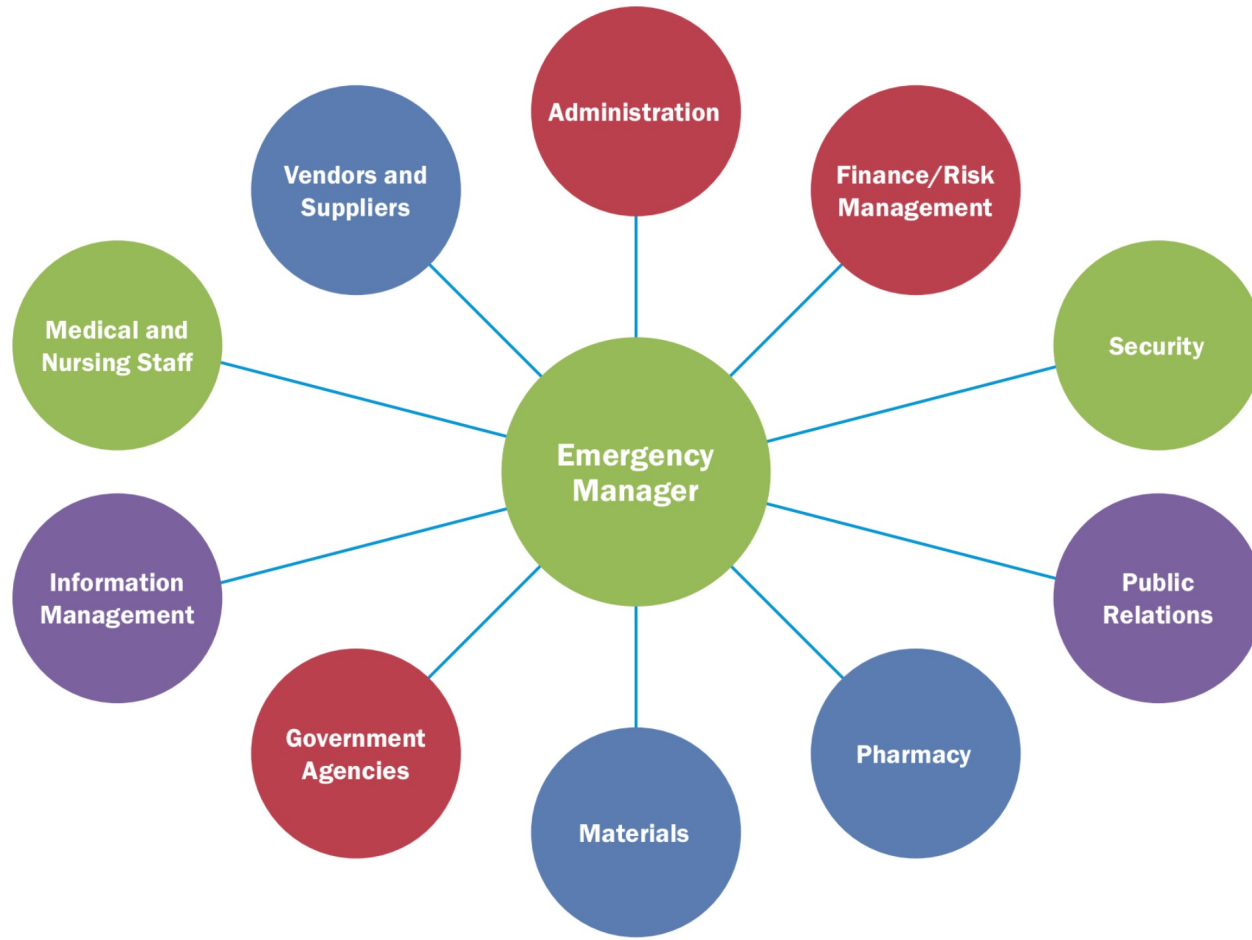 Administration
Vendors and
Suppliers
Finance/Risk
Management
Medical and
Nursing Staff
Security
Emergency
Manager
Information
Management
Public
Relations
Government
Agencies
Pharmacy
Materials